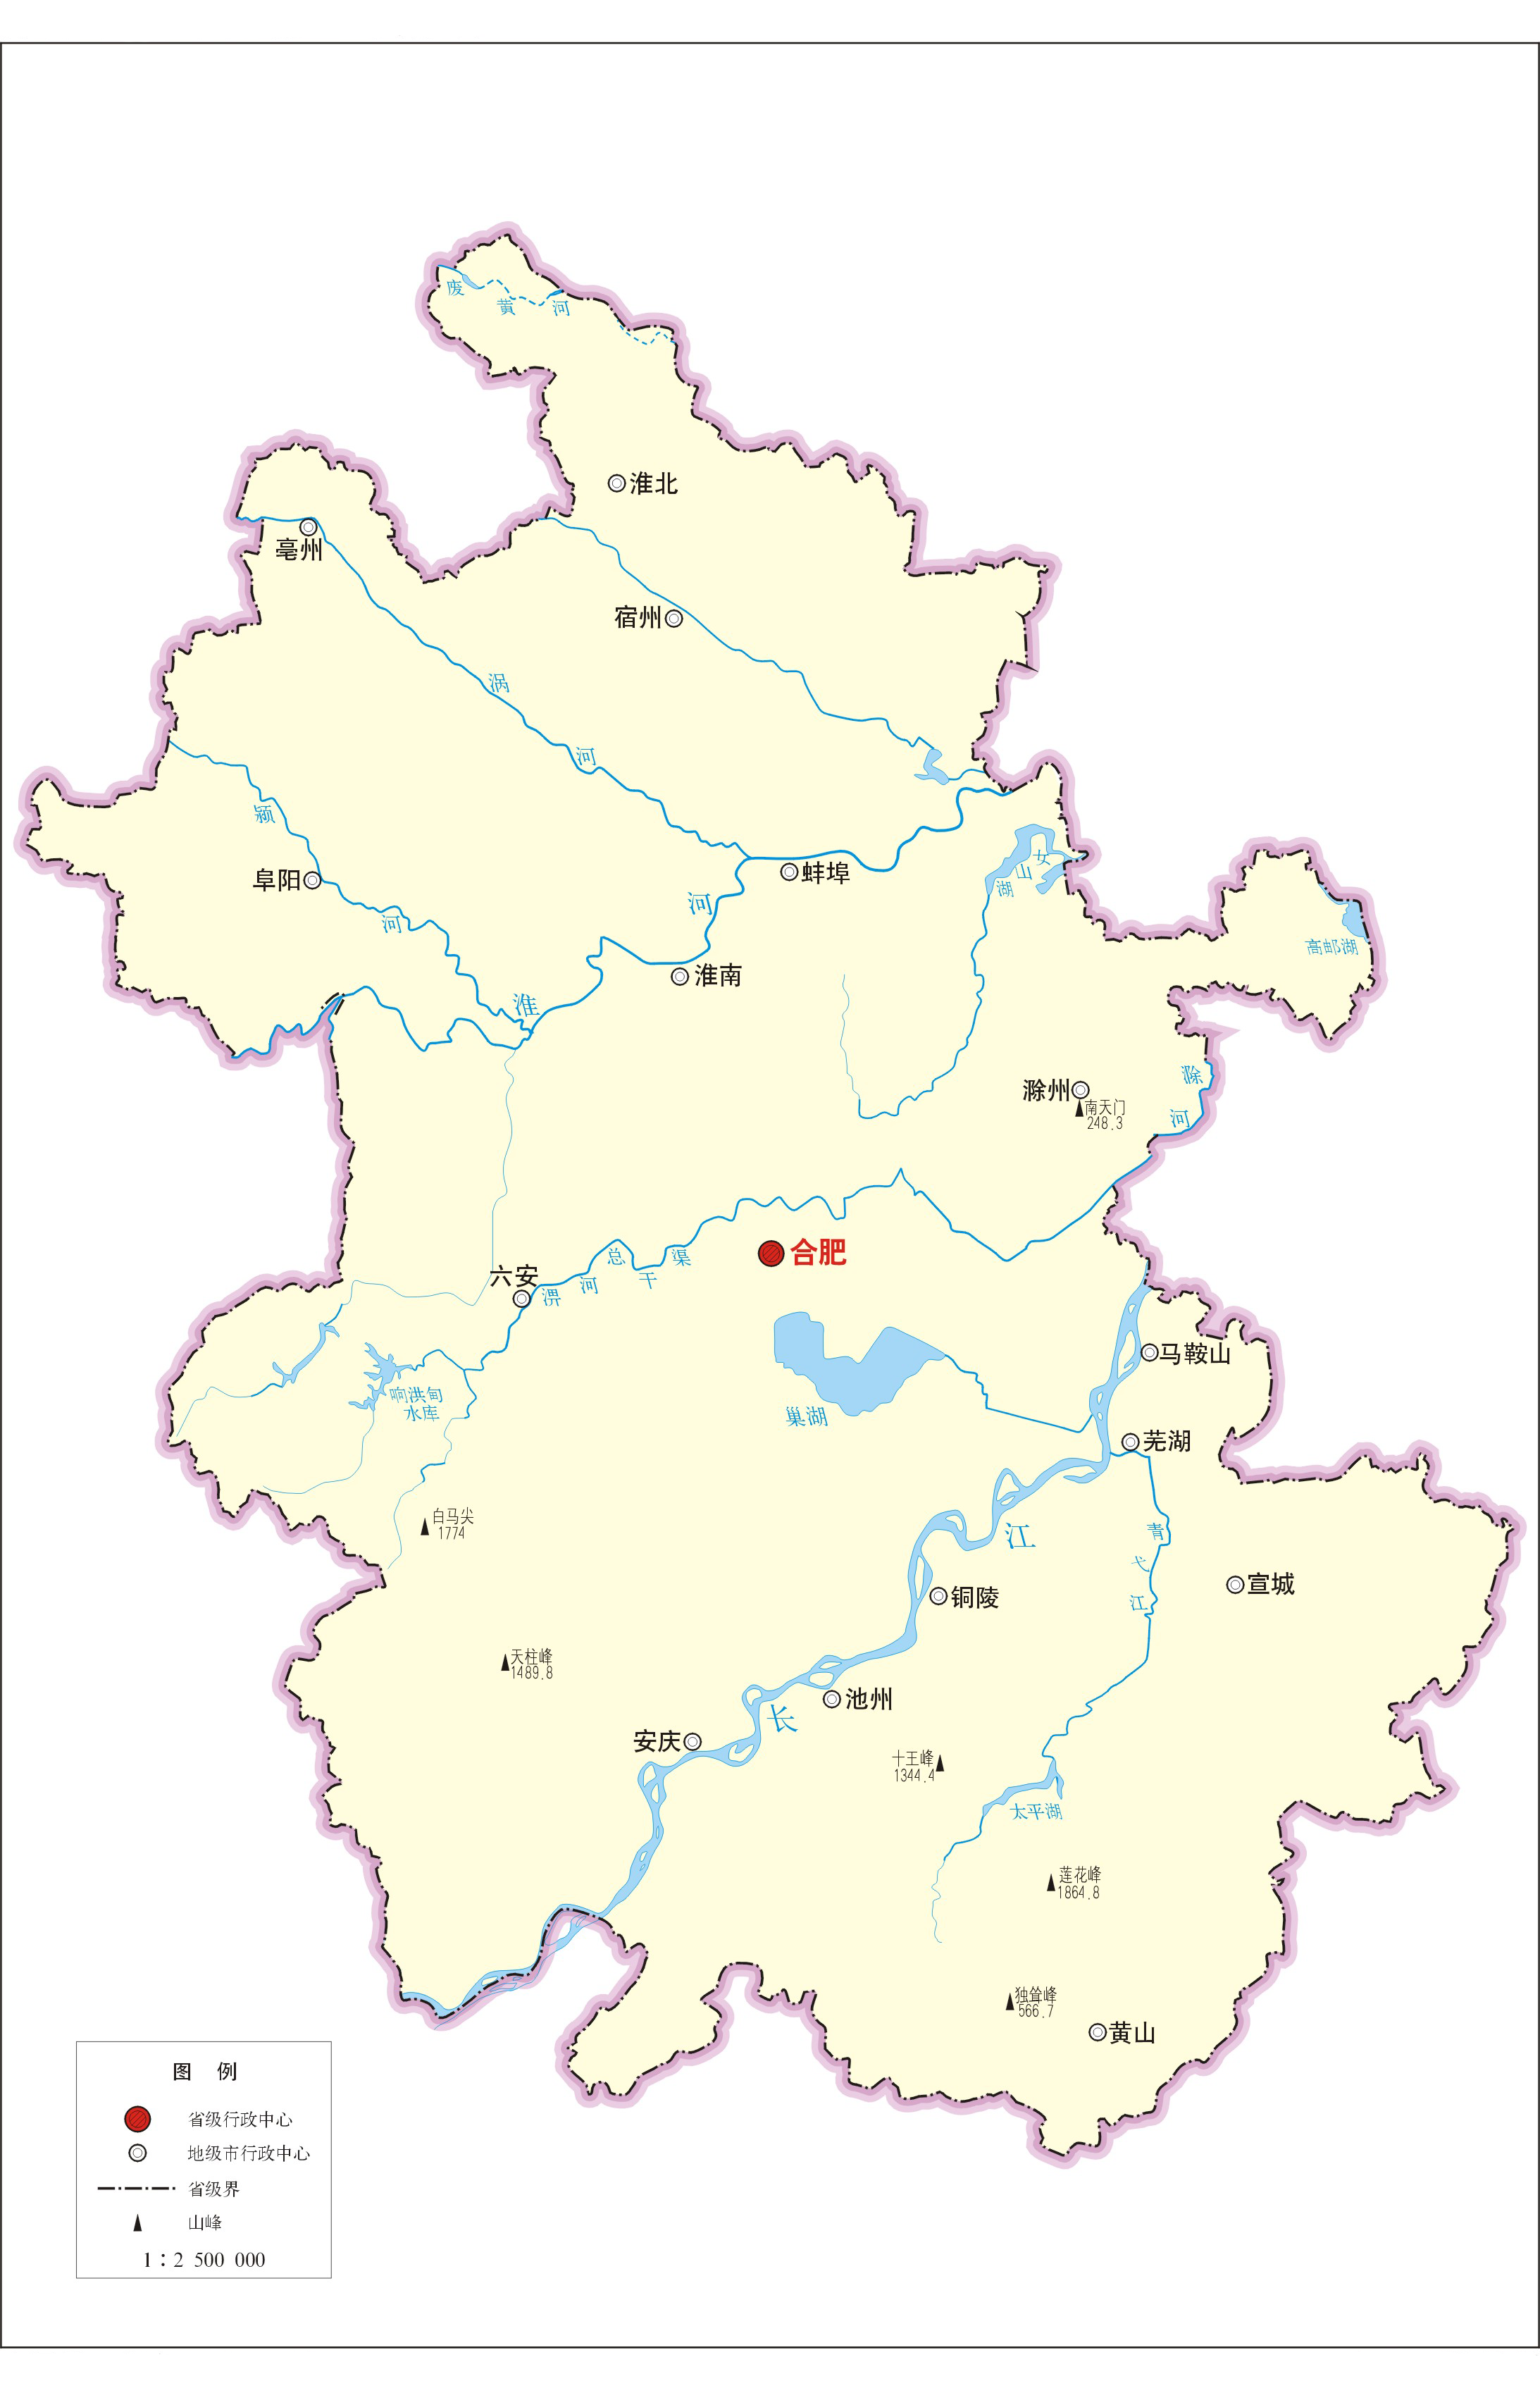 废黄河
淮北
亳州
宿州
涡河
颍河
阜阳
蚌埠
女山湖
高邮湖
淮河
淮南
滁州
南天门
248.3
滁河
合肥
六安
淠河总干渠
马鞍山
响洪甸
水库
巢湖
芜湖
白马尖
1774
长江
青弋江
宣城
铜陵
天柱峰
1489.8
池州
安庆
十王峰
1344.4
太平湖
莲花峰
1864.8
独耸峰
566.7
黄山
图 例
省级行政中心
地级市行政中心
省级界
山峰
1：2 500 000